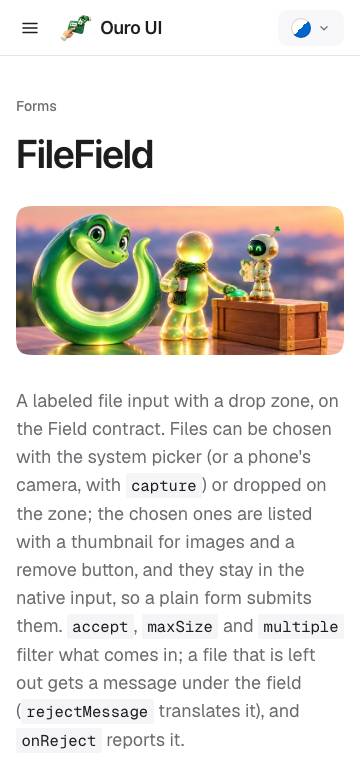 Ouro UI
Forms
FileField
A labeled file input with a drop zone, on
the Field contract. Files can be chosen
with the system picker (or a phone's
camera, with capture) or dropped on
the zone; the chosen ones are listed
with a thumbnail for images and a
remove button, and they stay in the
native input, so a plain form submits
them. accept, maxSize and multiple
filter what comes in; a file that is left
out gets a message under the field
(rejectMessage translates it), and
onReject reports it.